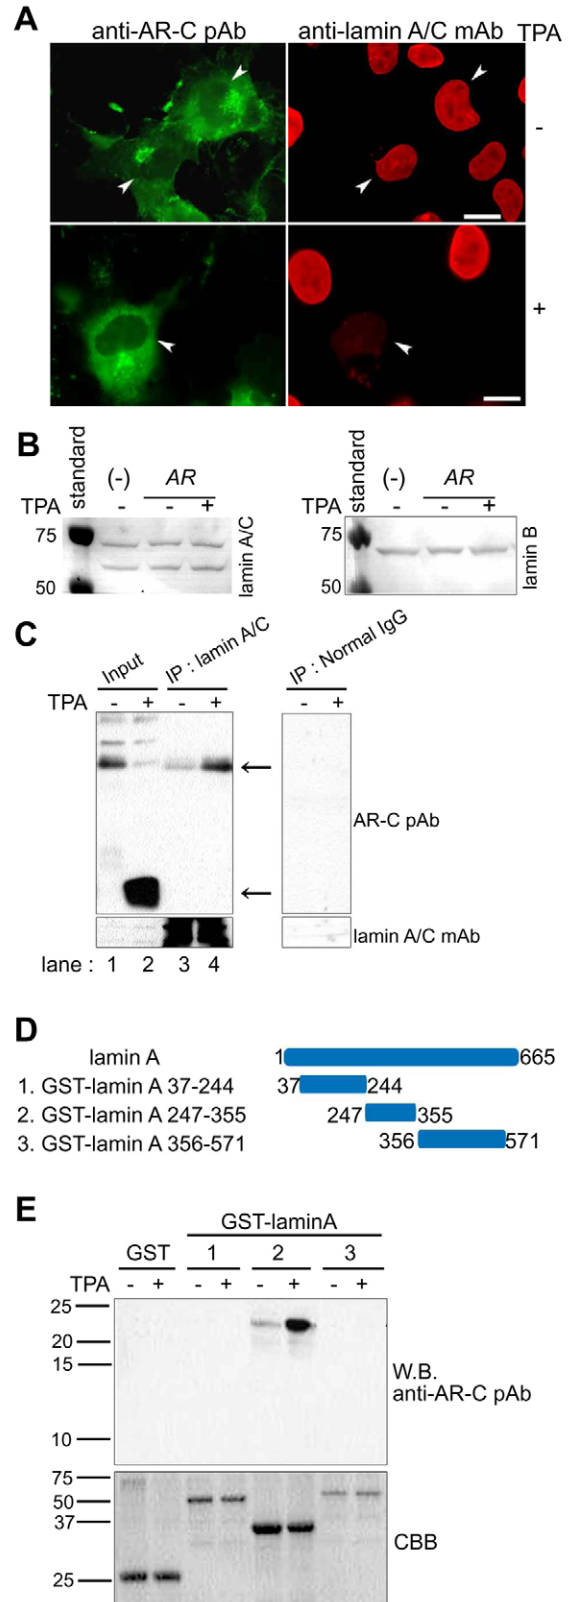 A
anti-AR-C pAb
anti-lamin A/C mAb
TPA
-
+
B
standard
(-)
AR
TPA
-
-
+
75
50
lamin A/C
standard
(-)
AR
TPA
-
-
+
75
50
lamin B
C
Input
IP : lamin A/C
IP : Normal IgG
TPA
-
+
-
+
-
+
AR-C pAb
lamin A/C mAb
lane : 1 2 3 4
D
lamin A 1 665
1. GST-lamin A 37-244 37 244
2. GST-lamin A 247-355 247 355
3. GST-lamin A 356-571 356 571
E
GST-laminA
GST 1 2 3
TPA - + - + - + - +
25
20
15
10
W.B.
anti-AR-C pAb
75
50
37
25
CBB